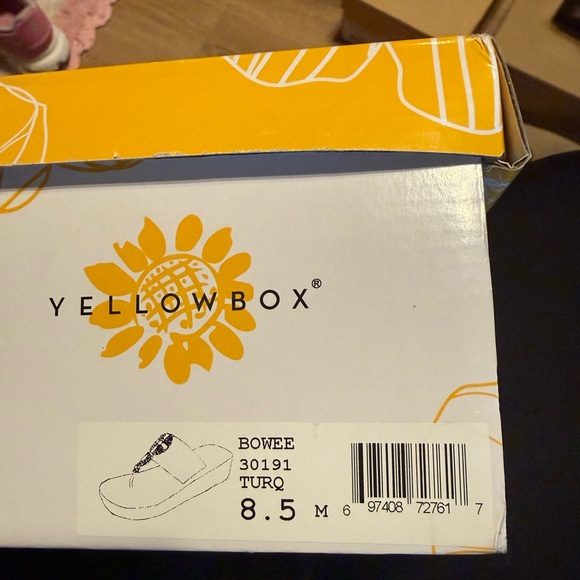 YELLOWBOX®
BOWEE
30191
TURQ
8.5 M
6 97408 72761 7